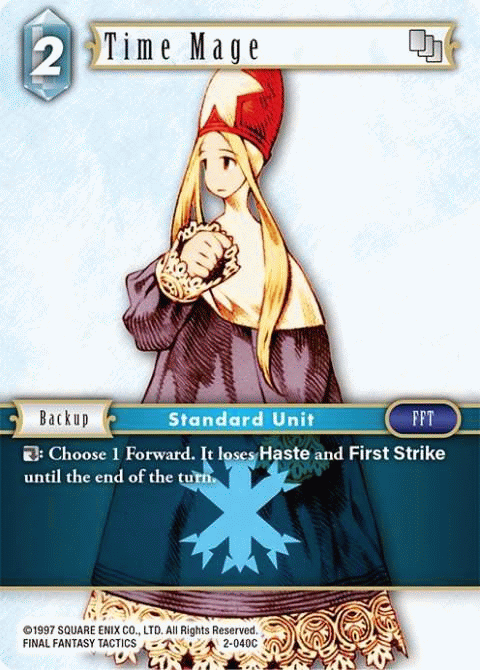 2
Time Mage
Backup
Standard Unit
FFT
: Choose 1 Forward. It loses Haste and First Strike
until the end of the turn.
©1997 SQUARE ENIX CO., LTD. All Rights Reserved.
FINAL FANTASY TACTICS
2-040C